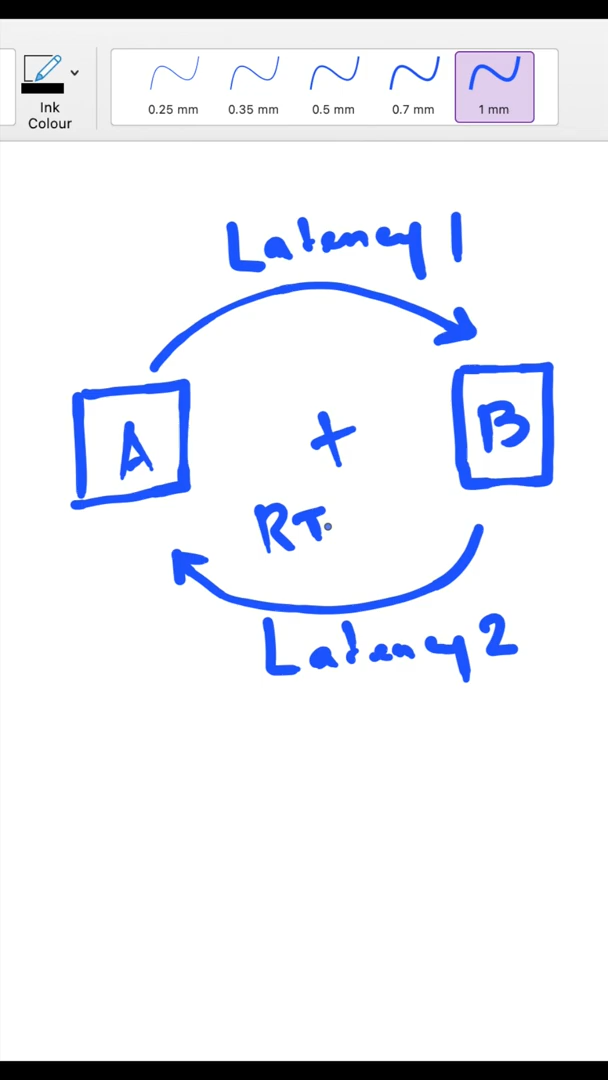 Ink
Colour
0.25 mm
0.35 mm
0.5 mm
0.7 mm
1 mm
Latency 1
A
+
B
RT
Latency 2